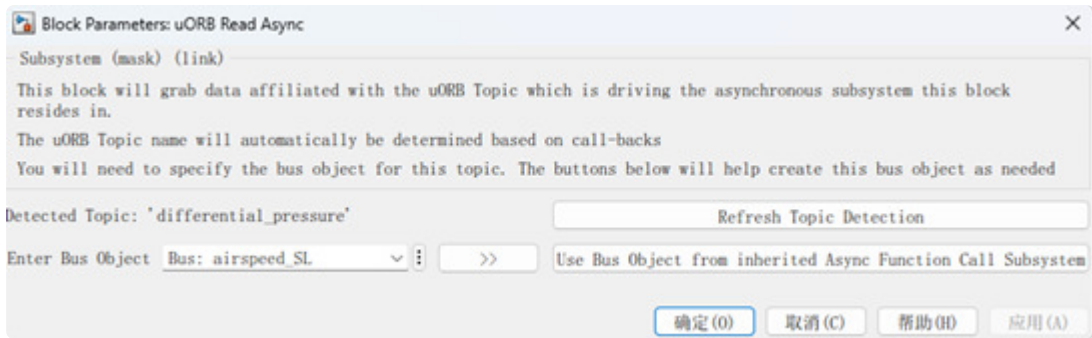 Block Parameters: uORB Read Async
Subsystem (mask) (link)
This block will grab data affiliated with the uORB Topic which is driving the asynchronous subsystem this block
resides in.
The uORB Topic name will automatically be determined based on call-backs
You will need to specify the bus object for this topic. The buttons below will help create this bus object as needed
Detected Topic: 'differential_pressure'
Refresh Topic Detection
Enter Bus Object Bus: airspeed_SL >> Use Bus Object from inherited Async Function Call Subsystem
确定(O) 取消(C) 帮助(H) 应用(A)